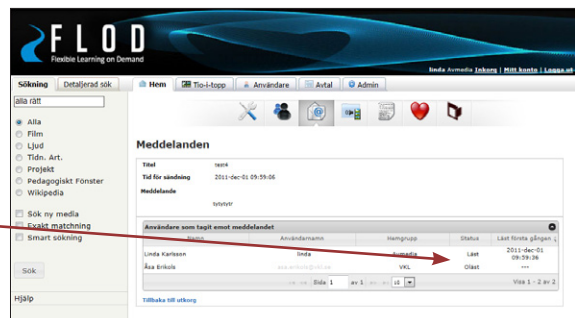 FLOD
Flexible Learning on Demand
linda Avmedia Inkorg | Mitt konto | Logga ut
Sökning Detaljerad sök
Hem Tio-i-topp Användare Avtal Admin
alla rätt
Alla
Film
Ljud
Tidn. Art.
Projekt
Pedagogiskt Fönster
Wikipedia
Sök ny media
Exakt matchning
Smart sökning
Sök
Hjälp
Meddelanden
Titel test4
Tid för sändning 2011-dec-01 09:59:06
Meddelande
Användare som tagit emot meddelandet
Namn Användarnamn Hemgrupp Status Läst första gången
Linda Karlsson linda Avmedia Läst 2011-dec-01
09:59:36
Åsa Erikols VKL Oläst ---
Sida 1 av 1 Visa 1 - 2 av 2
Tillbaka till utkorg